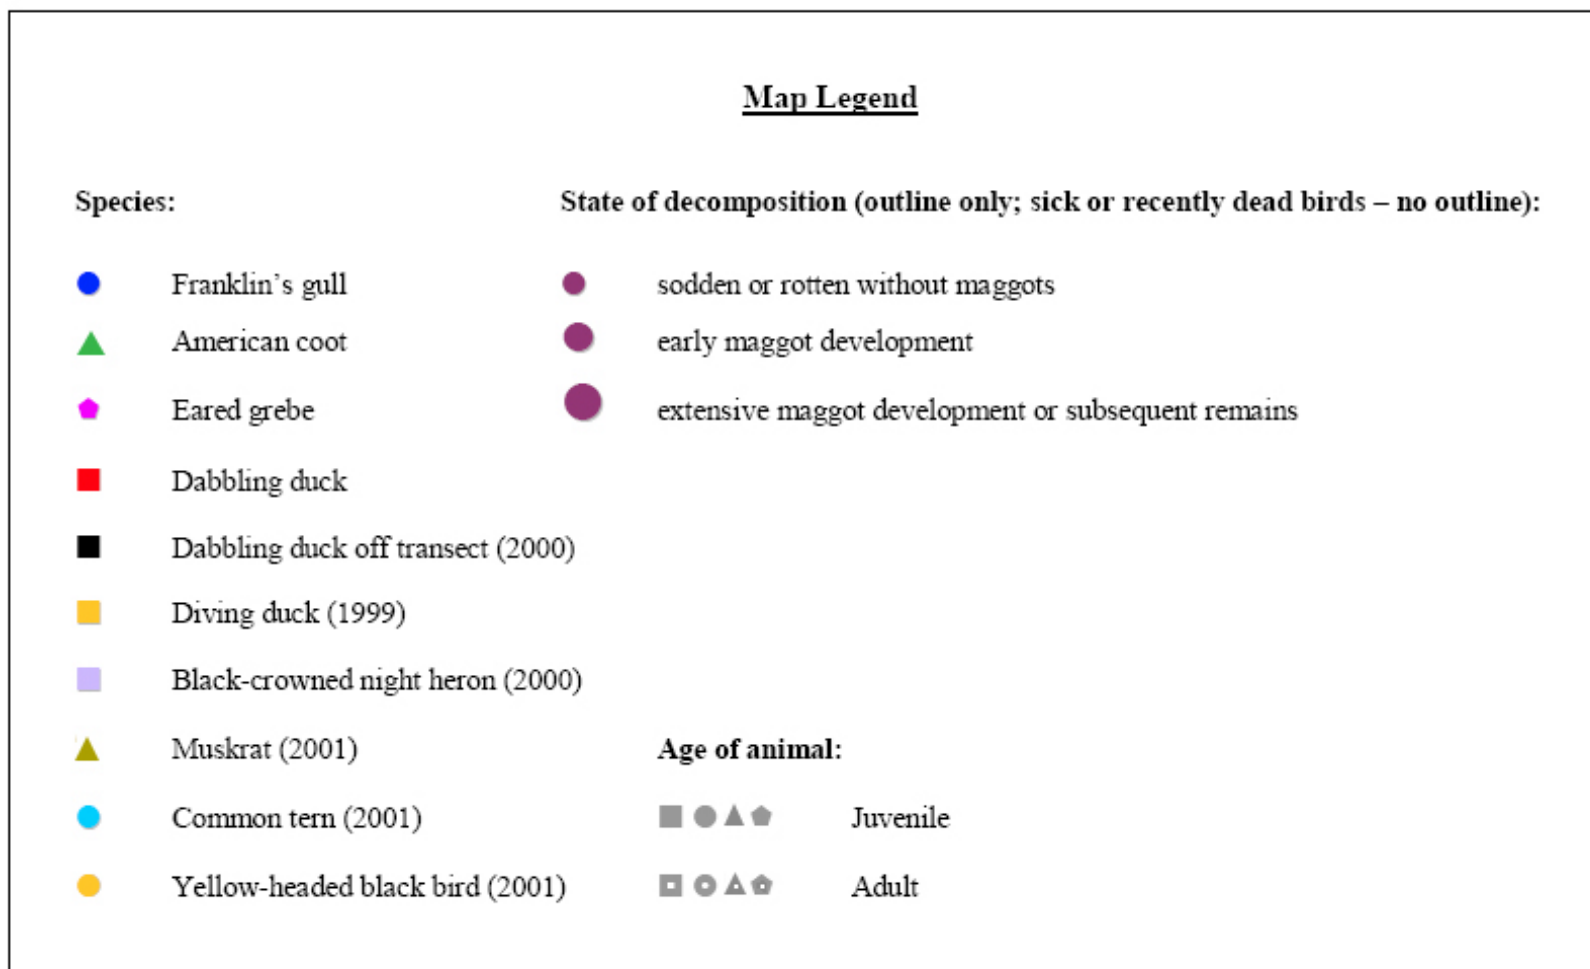 Map Legend
Species:
State of decomposition (outline only; sick or recently dead birds – no outline):
Franklin’s gull
sodden or rotten without maggots
American coot
early maggot development
Eared grebe
extensive maggot development or subsequent remains
Dabbling duck
Dabbling duck off transect (2000)
Diving duck (1999)
Black-crowned night heron (2000)
Muskrat (2001)
Age of animal:
Common tern (2001)
Juvenile
Yellow-headed black bird (2001)
Adult